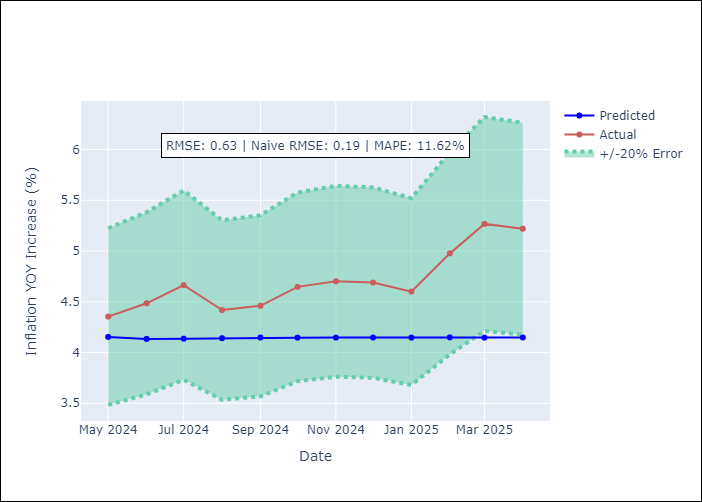 RMSE: 0.63 | Naive RMSE: 0.19 | MAPE: 11.62%
Predicted
Actual
+/-20% Error
Inflation YOY Increase (%)
6
5.5
5
4.5
4
3.5
May 2024 Jul 2024 Sep 2024 Nov 2024 Jan 2025 Mar 2025
Date